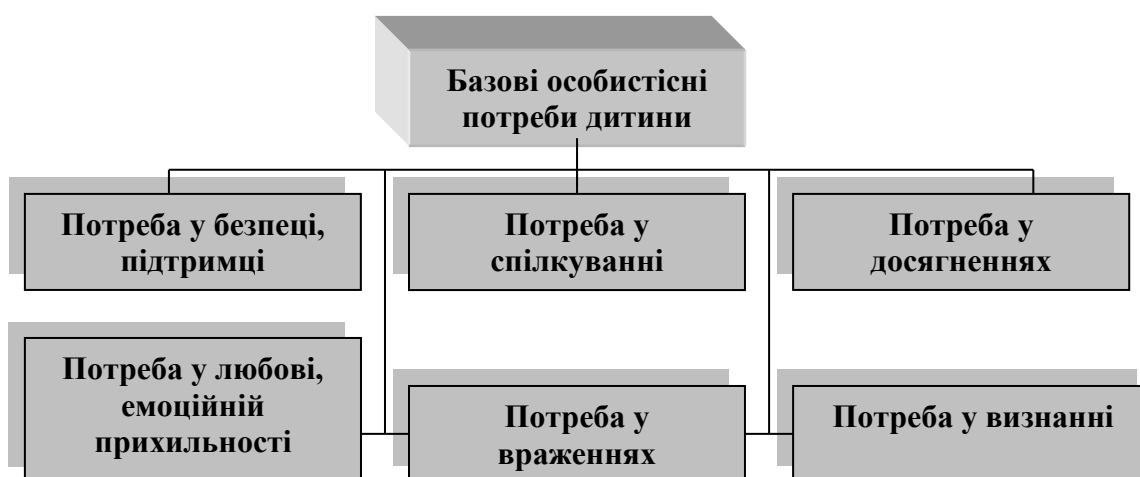 Базові особистісні
потреби дитини
Потреба у безпеці,
підтримці
Потреба у
спілкуванні
Потреба у
досягненнях
Потреба у любові,
емоційній
прихильності
Потреба у
враженнях
Потреба у визнанні